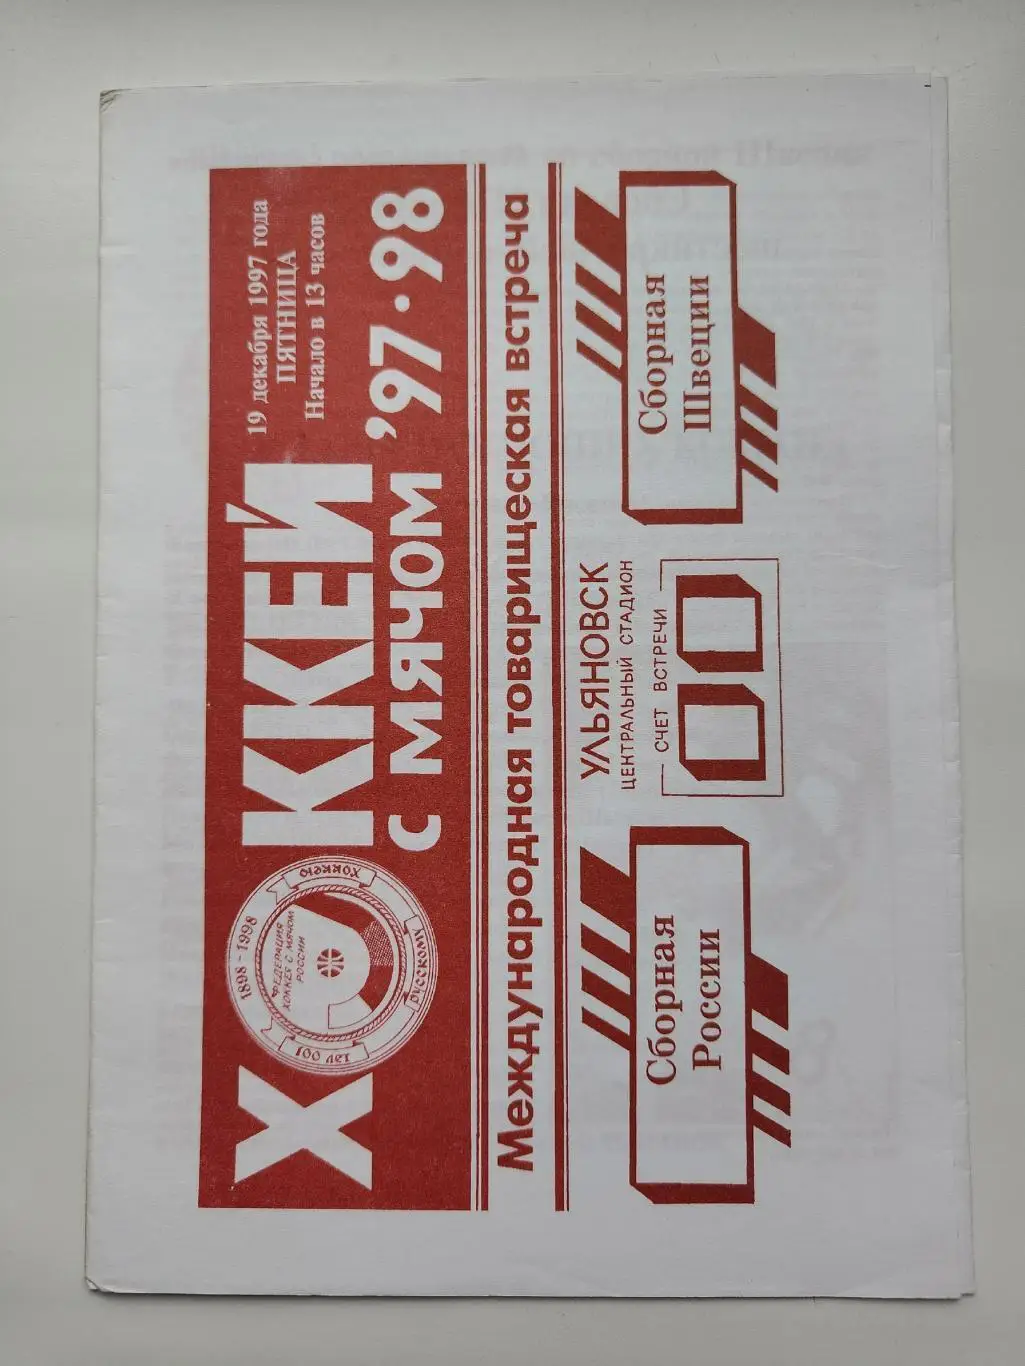 ХОККЕЙ
С МЯЧОМ '97·98
19 декабря 1997 года
ПЯТНИЦА
Начало в 13 часов
1898 - 1998
ФЕДЕРАЦИЯ
ХОККЕЯ С МЯЧОМ
РОССИИ
100 ЛЕТ
РУССКОМУ
ХОККЕЮ
Международная товарищеская встреча
Сборная
России
УЛЬЯНОВСК
ЦЕНТРАЛЬНЫЙ СТАДИОН
СЧЕТ ВСТРЕЧИ
Сборная
Швеции